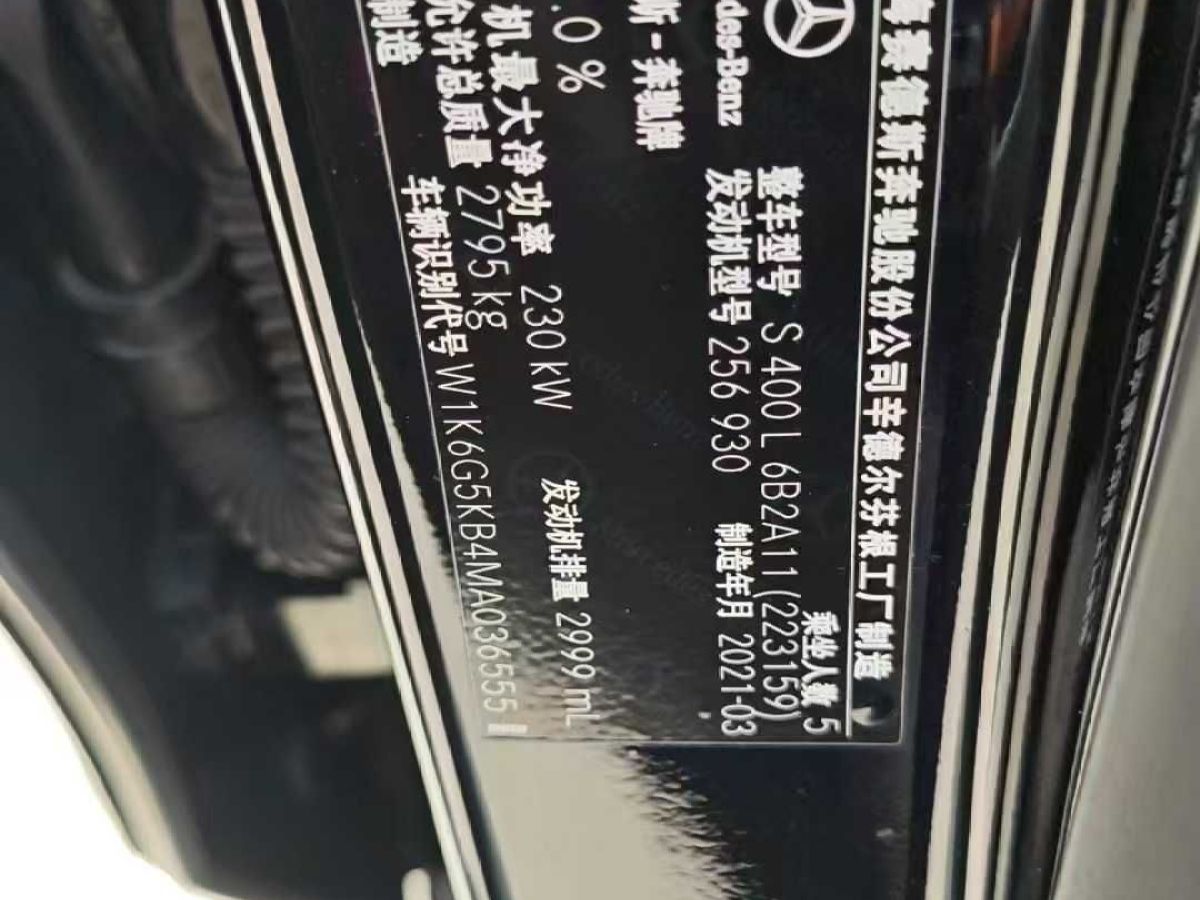 梅赛德斯奔驰股份公司辛德尔芬根工厂制造
乘坐人数 5
整车型号 S 400 L 6B2A11(223159)
des-Benz
发动机型号 256 930 制造年月 2021-03
斯-奔驰牌
.0 %
发动机排量 2999 mL
机最大净功率 230 kW
允许总质量 2795 kg
制造
车辆识别代号 W1K6G5KB4MA036555